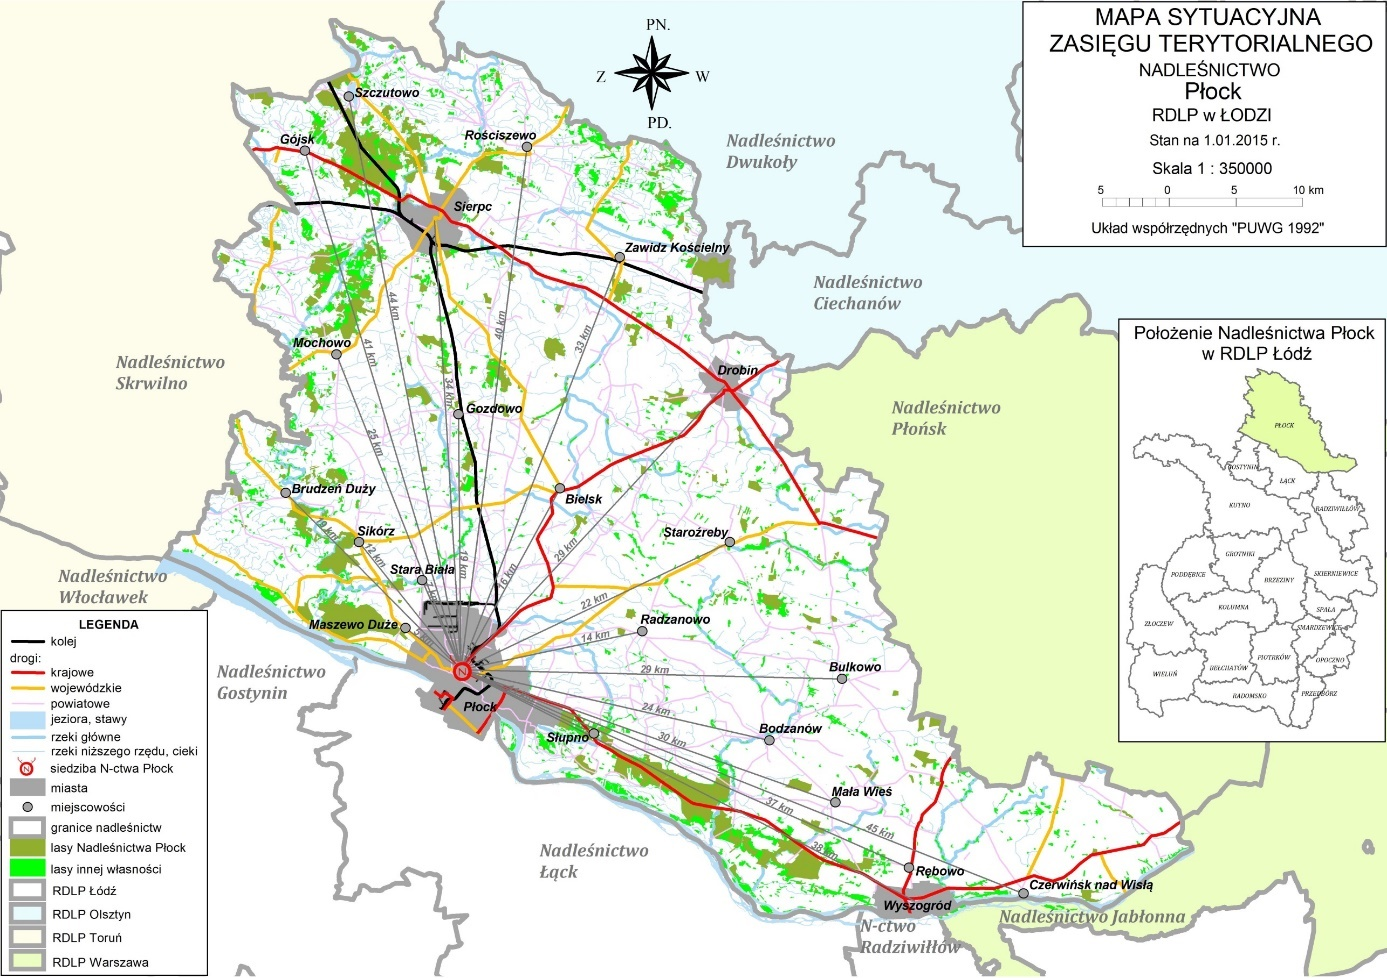 MAPA SYTUACYJNA
ZASIĘGU TERYTORIALNEGO
NADLEŚNICTWO
Płock
RDLP w ŁODZI
Stan na 1.01.2015 r.
Skala 1 : 350000
5 0 5 10 km
Układ współrzędnych "PUWG 1992"
PN.
Z W
PD.
Szczutowo
Gójsk
Rościszewo
Sierpc
Zawidz Kościelny
Mochowo
Drobin
Gozdowo
Brudzeń Duży
Bielsk
Sikórz
Staroźreby
Stara Biała
Maszewo Duże
Radzanowo
Bulkowo
Płock
Słupno
Bodzanów
Mała Wieś
Rębowo
Czerwińsk nad Wisłą
Wyszogród
N
44 km
41 km
40 km
33 km
34 km
25 km
19 km
12 km
19 km
16 km
29 km
22 km
14 km
29 km
24 km
30 km
37 km
45 km
38 km
Nadleśnictwo
Dwukoły
Nadleśnictwo
Ciechanów
Nadleśnictwo
Płońsk
Nadleśnictwo
Skrwilno
Nadleśnictwo
Włocławek
Nadleśnictwo
Gostynin
Nadleśnictwo
Łąck
N-ctwo
Radziwiłłów
Nadleśnictwo Jabłonna
Położenie Nadleśnictwa Płock
w RDLP Łódź
PŁOCK
GOSTYNIN
ŁĄCK
KUTNO
RADZIWIŁŁÓW
GROTNIKI
PODDĘBICE
BRZEZINY
SKIERNIEWICE
KOLUMNA
SPAŁA
ZŁOCZEW
SMARDZEWICE
PIOTRKÓW
OPOCZNO
WIELUŃ
BEŁCHATÓW
RADOMSKO
PRZEDBÓRZ
LEGENDA
kolej
drogi:
krajowe
wojewódzkie
powiatowe
jeziora, stawy
rzeki główne
rzeki niższego rzędu, cieki
N siedziba N-ctwa Płock
miasta
miejscowości
granice nadleśnictw
lasy Nadleśnictwa Płock
lasy innej własności
RDLP Łódź
RDLP Olsztyn
RDLP Toruń
RDLP Warszawa